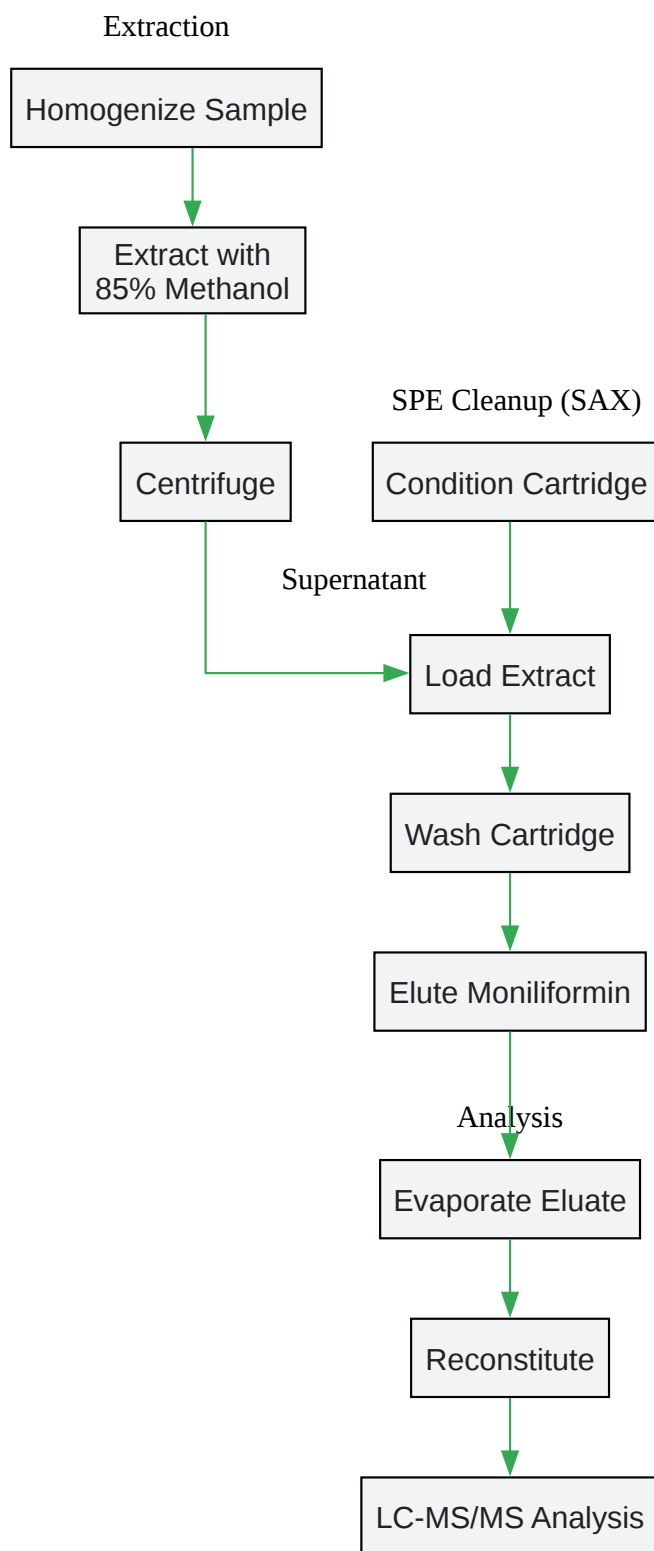 Extraction
Homogenize Sample
Extract with
85% Methanol
Centrifuge
SPE Cleanup (SAX)
Condition Cartridge
Supernatant
Load Extract
Wash Cartridge
Elute Moniliformin
Analysis
Evaporate Eluate
Reconstitute
LC-MS/MS Analysis